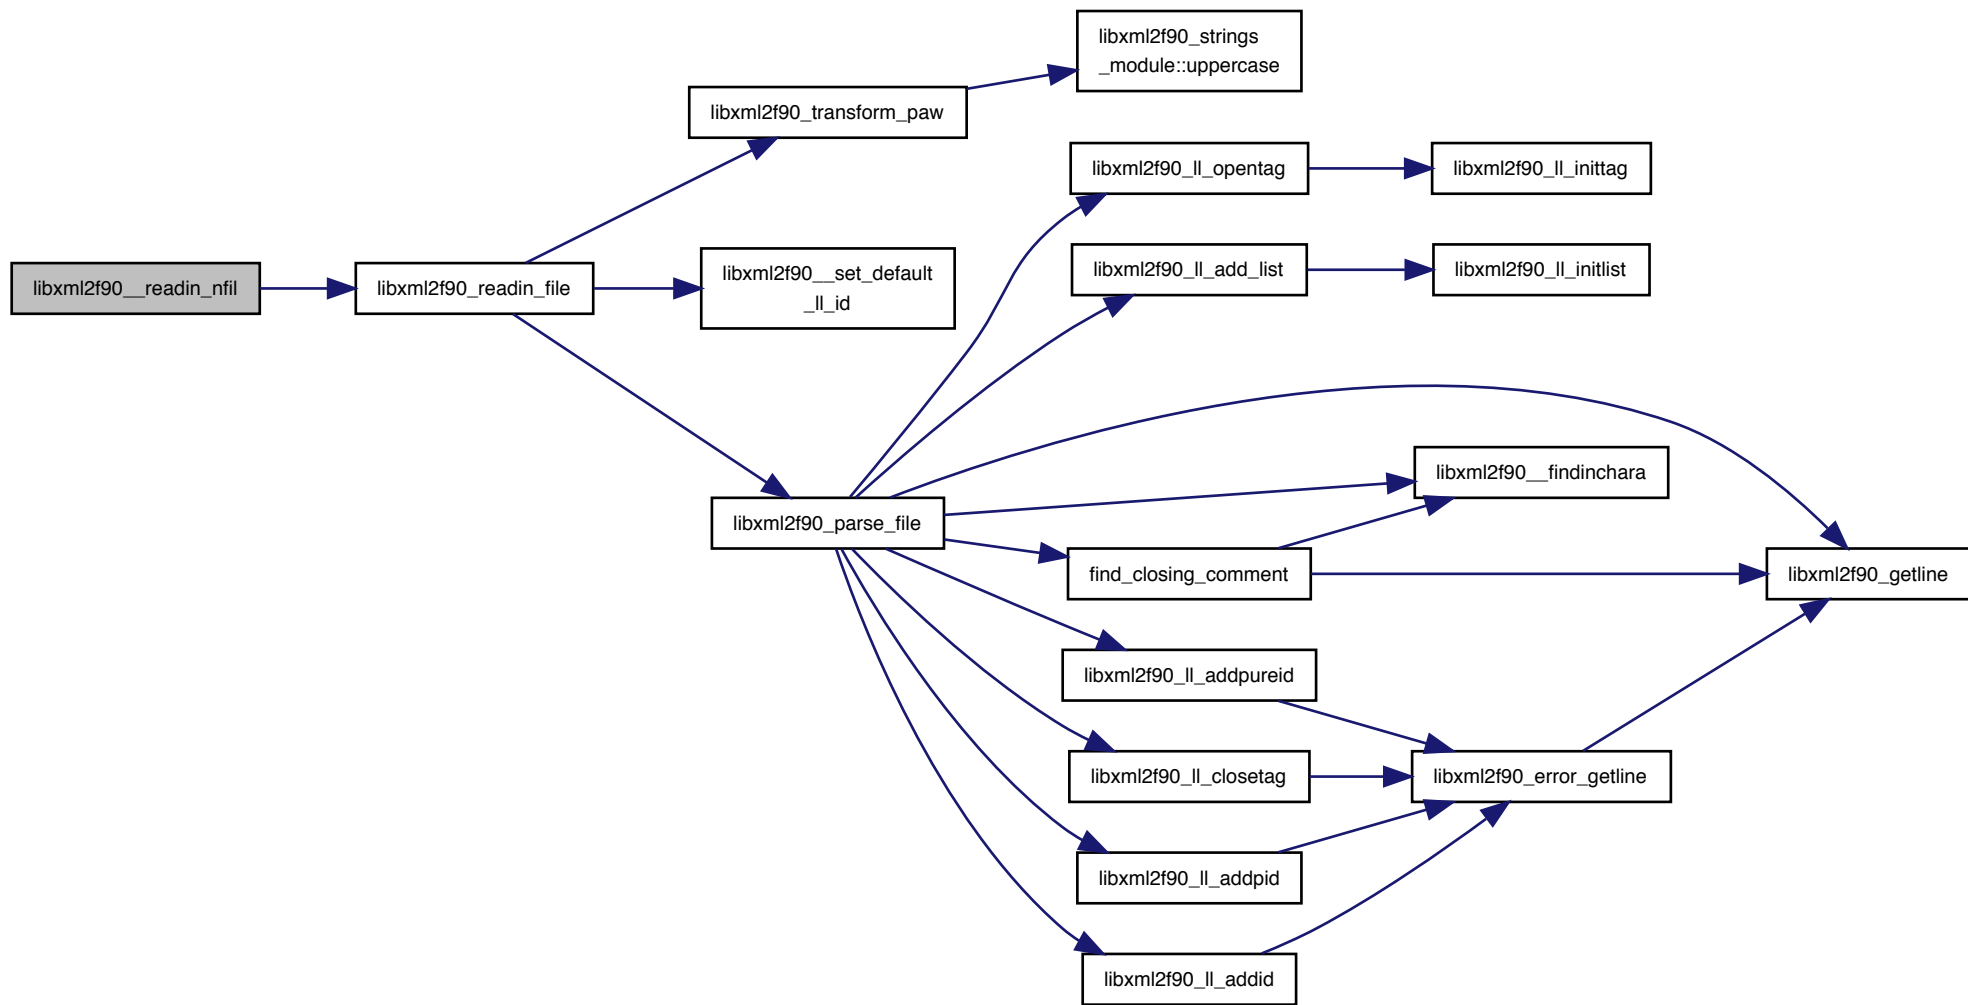 libxml2f90_strings
_module::uppercase
libxml2f90_transform_paw
libxml2f90_ll_opentag
libxml2f90_ll_inittag
libxml2f90__set_default
_ll_id
libxml2f90_ll_add_list
libxml2f90_ll_initlist
libxml2f90__readin_nfil
libxml2f90_readin_file
libxml2f90__findinchara
libxml2f90_parse_file
find_closing_comment
libxml2f90_getline
libxml2f90_ll_addpureid
libxml2f90_ll_closetag
libxml2f90_error_getline
libxml2f90_ll_addpid
libxml2f90_ll_addid